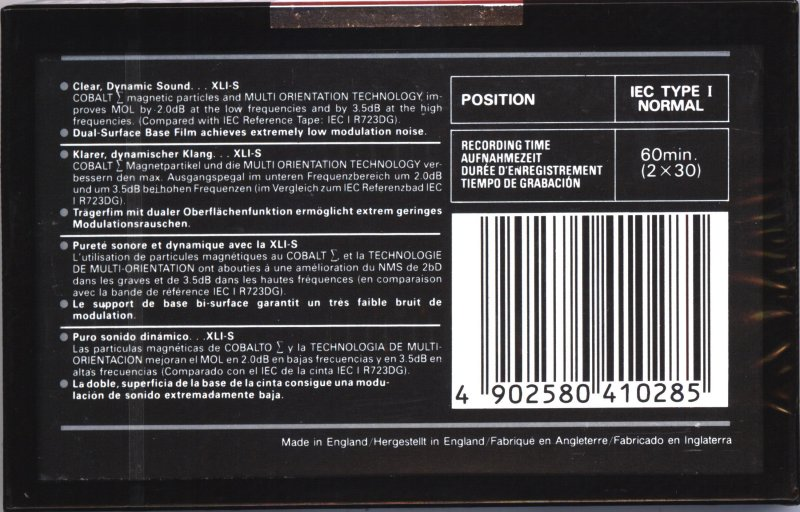 Clear, Dynamic Sound. . . XLI-S
COBALT ∑ magnetic particles and MULTI ORIENTATION TECHNOLOGY, im-
proves MOL by 2.0dB at the low frequencies and by 3.5dB at the high
frequencies. (Compared with IEC Reference Tape: IEC I R723DG).
Dual-Surface Base Film achieves extremely low modulation noise.
Klarer, dynamischer Klang. . . XLI-S
COBALT ∑ Magnetpartikel und die MULTI ORIENTATION TECHNOLOGY ver-
bessern den max. Ausgangspegal im unteren Frequenzbereich um 2.0dB
und um 3.5dB bei hohen Frequenzen (im Vergleich zum IEC Referenzbad IEC
I R723DG).
Trägerfim mit dualer Oberflächenfunktion ermöglicht extrem geringes
Modulationsrauschen.
Pureté sonore et dynamique avec la XLI-S
L'utilisation de particules magnétiques au COBALT ∑, et la TECHNOLOGIE
DE MULTI-ORIENTATION ont abouties à une amélioration du NMS de 2bD
dans les graves et de 3.5dB dans les hautes fréquences (en comparaison
avec la bande de référence IEC I R723DG).
Le support de base bi-surface garantit un trés faible bruit de
modulation.
Puro sonido dinámico. . .XLI-S
Las particulas magnéticas de COBALTO ∑ y la TECHNOLOGIA DE MULTI-
ORIENTACION mejoran el MOL en 2.0dB en bajas frecuencias y en 3.5dB en
altas frecuencias (Comparado con el IEC de la cinta IEC I R723DG).
La doble, superficia de la base de la cinta consigue una modu-
lación de sonido extremadamente baja.
POSITION
IEC TYPE I
NORMAL
RECORDING TIME
AUFNAHMEZEIT
DURÉE D'ENREGISTREMENT
TIEMPO DE GRABACIÓN
60min.
(2×30)
4 902580 410285
Made in England/Hergestellt in England/Fabriqué en Angleterre/Fabricado en Inglaterra